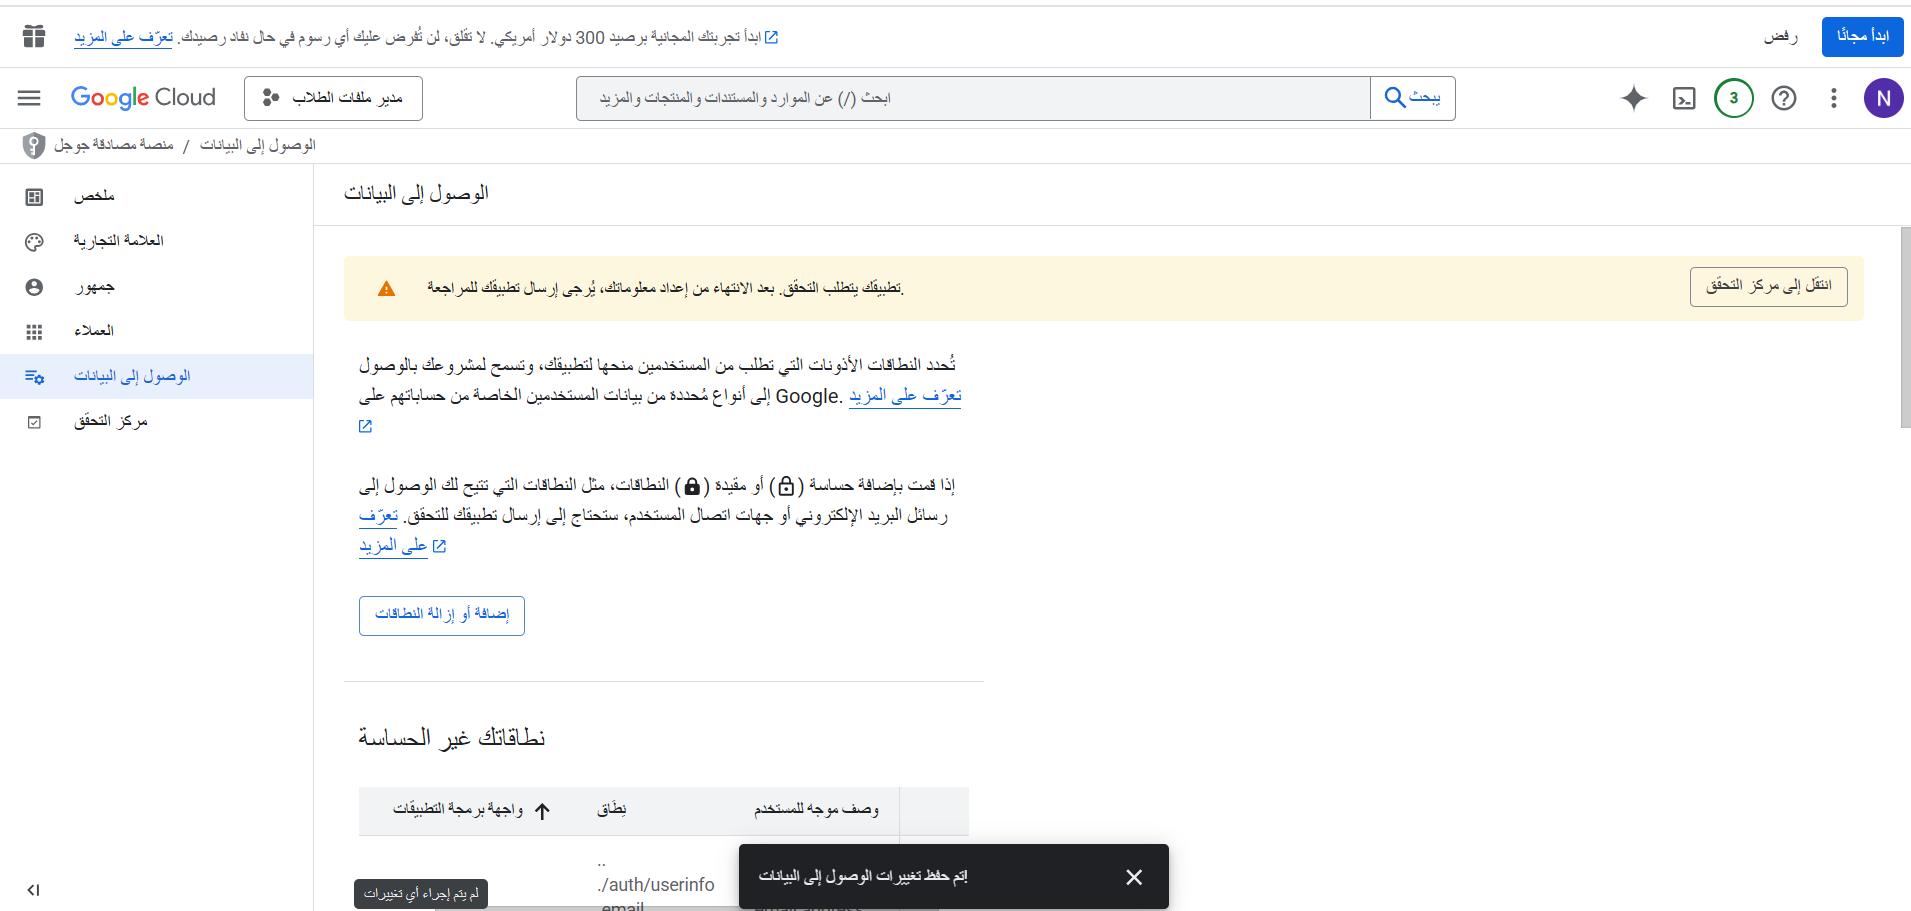 ابدأ تجربتك المجانية برصيد 300 دولار أمريكي. لا تقلق، لن تُفرض عليك أي رسوم في حال نفاد رصيدك. تعرّف على المزيد
رفض
ابدأ مجانًا
Google Cloud
مدير ملفات الطلاب
ابحث (/) عن الموارد والمستندات والمنتجات والمزيد
يبحث
3
N
منصة مصادقة جوجل / الوصول إلى البيانات
ملخص
العلامة التجارية
جمهور
العملاء
الوصول إلى البيانات
مركز التحقق
الوصول إلى البيانات
تطبيقك يتطلب التحقق. بعد الانتهاء من إعداد معلوماتك، يُرجى إرسال تطبيقك للمراجعة.
انتقل إلى مركز التحقق
تُحدد النطاقات الأذونات التي تطلب من المستخدمين منحها لتطبيقك، وتسمح لمشروعك بالوصول
إلى أنواع مُحددة من بيانات المستخدمين الخاصة من حساباتهم على Google. تعرّف على المزيد
إذا قمت بإضافة حساسة () أو مقيدة () النطاقات، مثل النطاقات التي تتيح لك الوصول إلى
رسائل البريد الإلكتروني أو جهات اتصال المستخدم، ستحتاج إلى إرسال تطبيقك للتحقق. تعرّف
على المزيد
إضافة أو إزالة النطاقات
نطاقاتك غير الحساسة
واجهة برمجة التطبيقات
نِطَاق
وصف موجه للمستخدم
..
./auth/userinfo
.email
لم يتم إجراء أي تغييرات
تم حفظ تغييرات الوصول إلى البيانات!